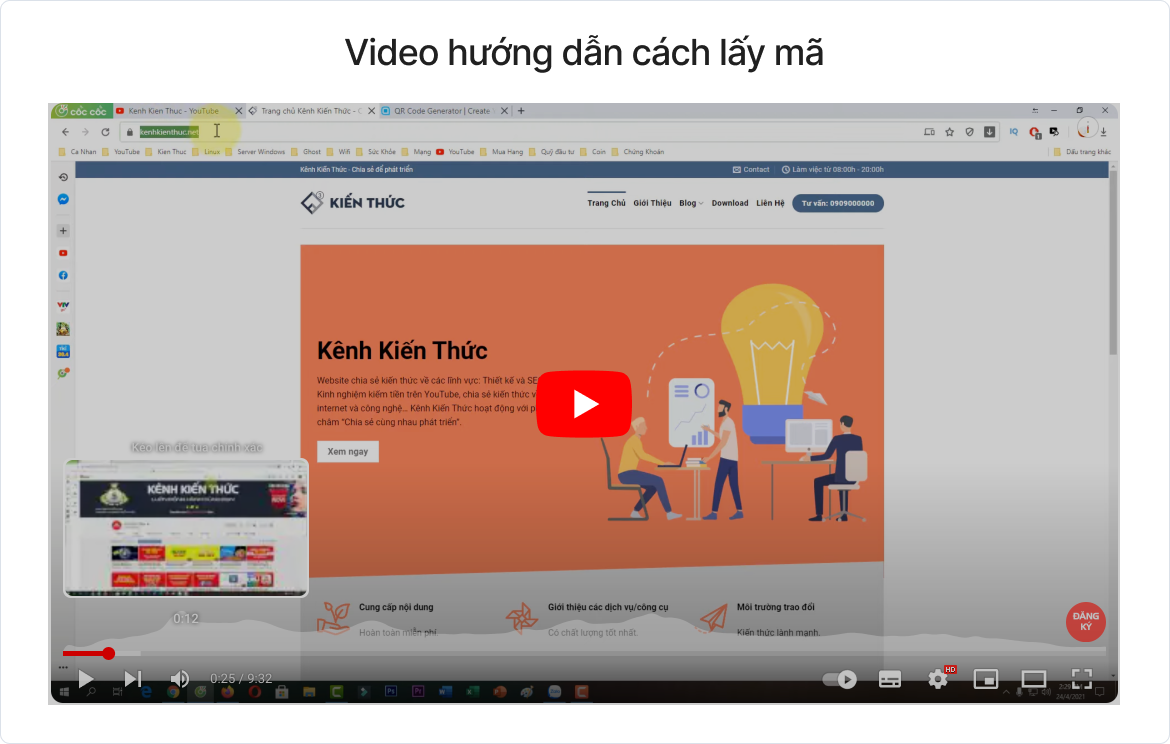 Video hướng dẫn cách lấy mã
cốc cốc
Kenh Kien Thuc - YouTube
Trang chủ Kênh Kiến Thức - C
QR Code Generator | Create
kenhkienthuc.net
Ca Nhan YouTube Kien Thuc Linux Server Windows Ghost Wifi Sức Khỏe Mang YouTube Mua Hang Quỹ đầu tư Coin Chứng Khoán Dấu trang khác
Kênh Kiến Thức - Chia sẻ để phát triển
Contact
Làm việc từ 08:00h - 20:00h
KIẾN THỨC
Trang Chủ Giới Thiệu Blog Download Liên Hệ Tư vấn: 0909000000
Kênh Kiến Thức
Website chia sẻ kiến thức về các lĩnh vực: Thiết kế và SE
Kinh nghiệm kiếm tiền trên YouTube, chia sẻ kiến thức v
internet và công nghệ... Kênh Kiến Thức hoạt động với p
châm "Chia sẻ cùng nhau phát triển".
Xem ngay
Kéo lên để tua chính xác
KÊNH KIẾN THỨC
0:12
Cung cấp nội dung
Hoàn toàn miễn phí.
Giới thiệu các dịch vụ/công cụ
Có chất lượng tốt nhất.
Môi trường trao đổi
Kiến thức lành mạnh.
ĐĂNG
KÝ
0:25 / 9:32
HD
24/4/2021